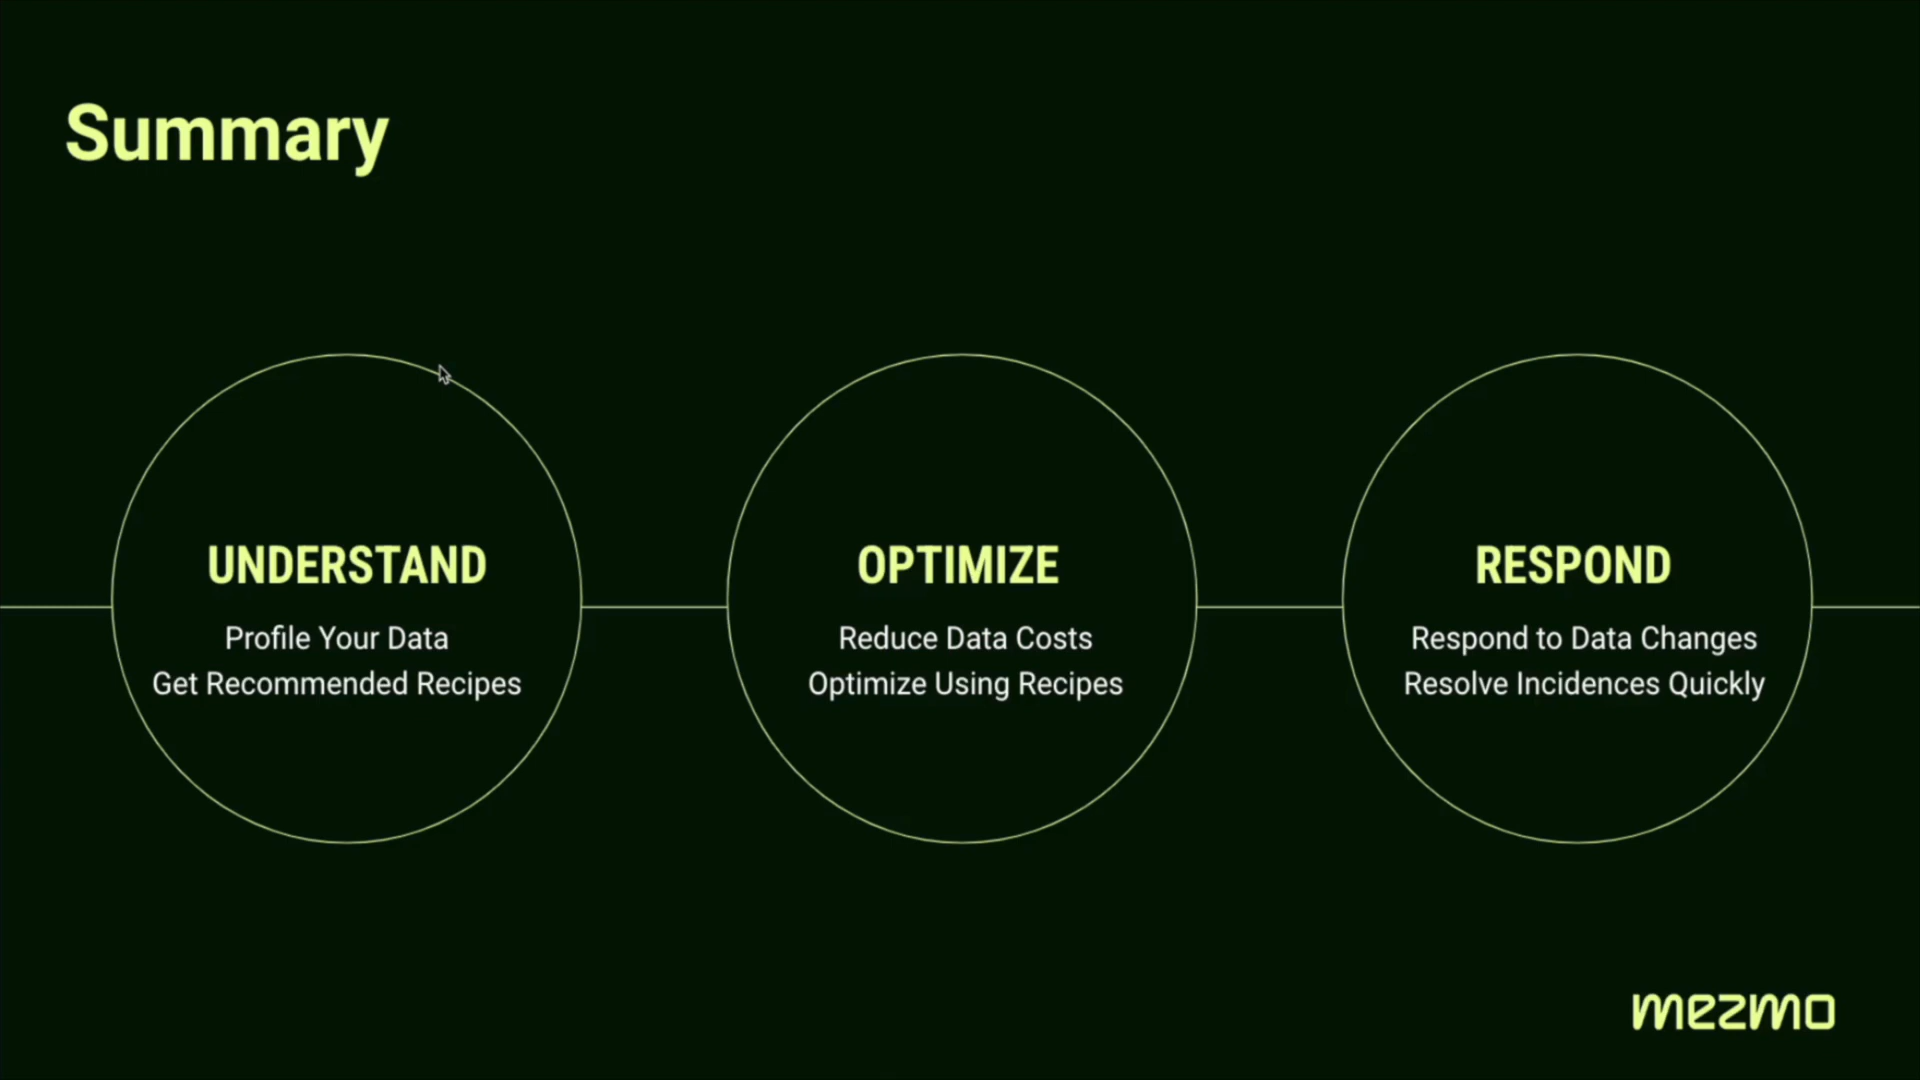 Summary
UNDERSTAND
Profile Your Data
Get Recommended Recipes
OPTIMIZE
Reduce Data Costs
Optimize Using Recipes
RESPOND
Respond to Data Changes
Resolve Incidences Quickly
mezmo